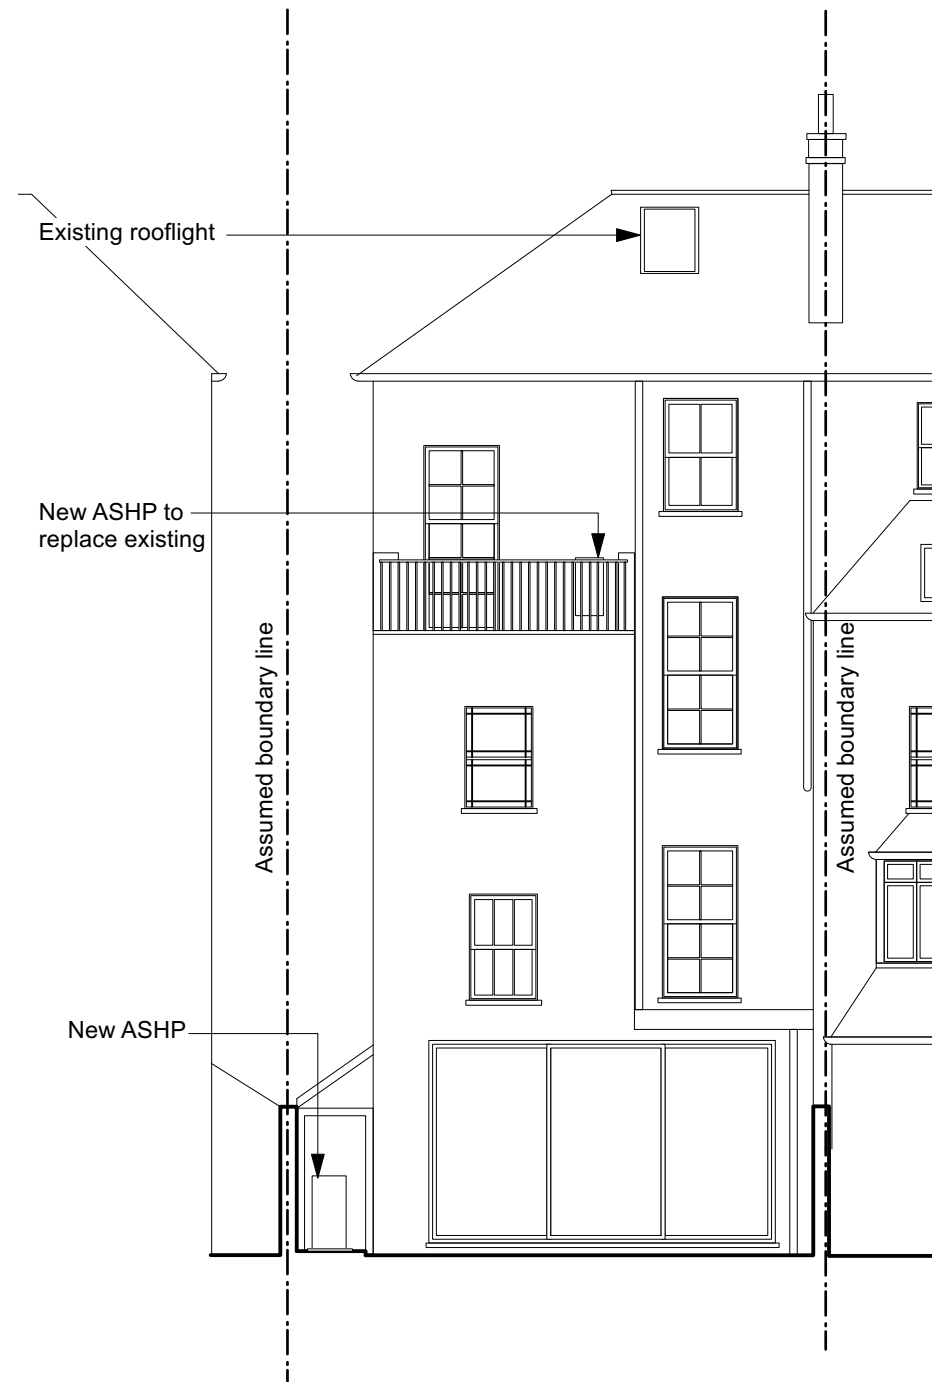 Existing rooflight
New ASHP to
replace existing
Assumed boundary line
Assumed boundary line
New ASHP